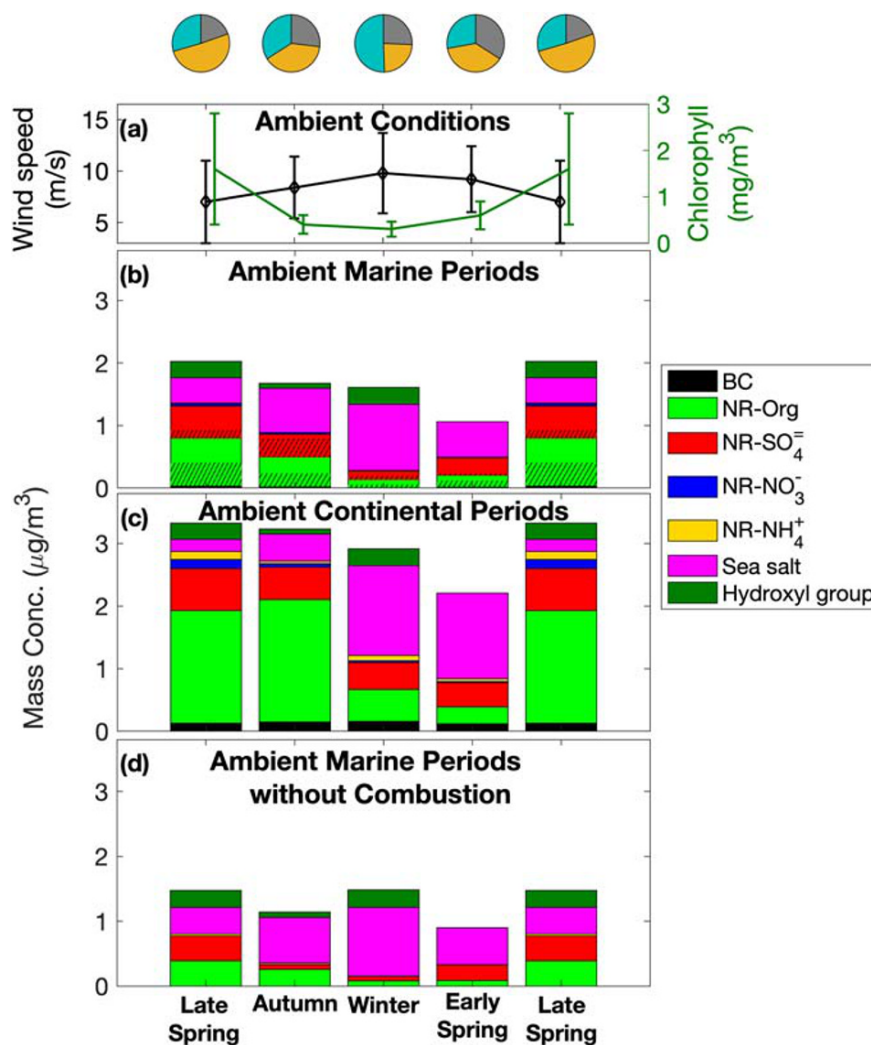 (a)
Ambient Conditions
Wind speed
(m/s)
15
10
5
3
2
1
0
Chlorophyll
(mg/m³)
(b)
Ambient Marine Periods
3
2
1
0
(c)
Ambient Continental Periods
3
2
1
0
Mass Conc. (μg/m³)
(d)
Ambient Marine Periods
without Combustion
3
2
1
0
Late
Spring
Autumn
Winter
Early
Spring
Late
Spring
BC
NR-Org
NR-SO₄⁼
NR-NO₃⁻
NR-NH₄⁺
Sea salt
Hydroxyl group